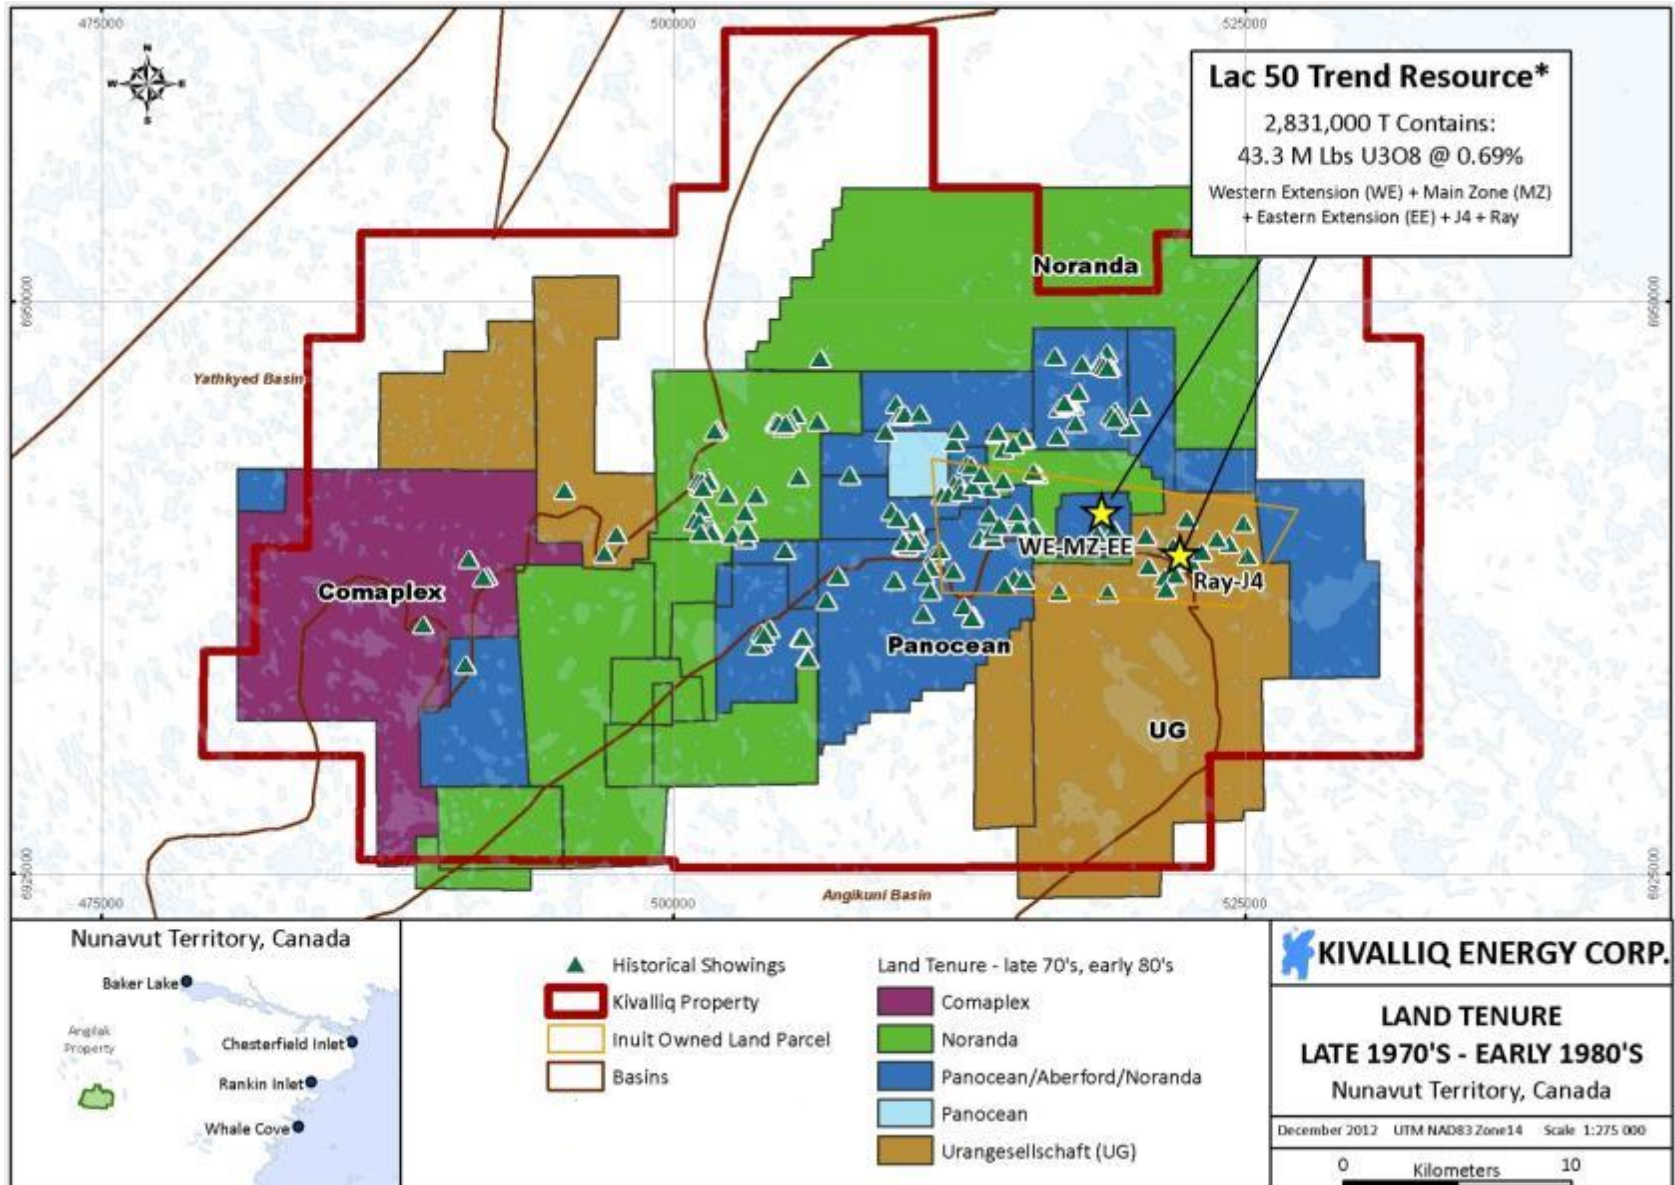 475000
500000
525000
N
W E
S
Lac 50 Trend Resource*
2,831,000 T Contains:
43.3 M Lbs U3O8 @ 0.69%
Western Extension (WE) + Main Zone (MZ)
+ Eastern Extension (EE) + J4 + Ray
Noranda
6950000
6950000
Yathkyed Basin
WE-MZ-EE
Ray-J4
Comaplex
Panocean
UG
6925000
6925000
Angikuni Basin
475000
500000
525000
Nunavut Territory, Canada
Baker Lake
Angilak
Property
Chesterfield Inlet
Rankin Inlet
Whale Cove
Historical Showings
Kivalliq Property
Inuit Owned Land Parcel
Basins
Land Tenure - late 70's, early 80's
Comaplex
Noranda
Panocean/Aberford/Noranda
Panocean
Urangesellschaft (UG)
KIVALLIQ ENERGY CORP.
LAND TENURE
LATE 1970'S - EARLY 1980'S
Nunavut Territory, Canada
December 2012 UTM NAD83 Zone14 Scale 1:275 000
0 Kilometers 10